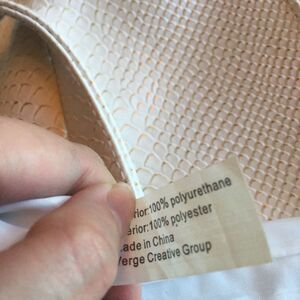 rior:100% polyurethane
erior:100% polyester
ade in China
Verge Creative Group